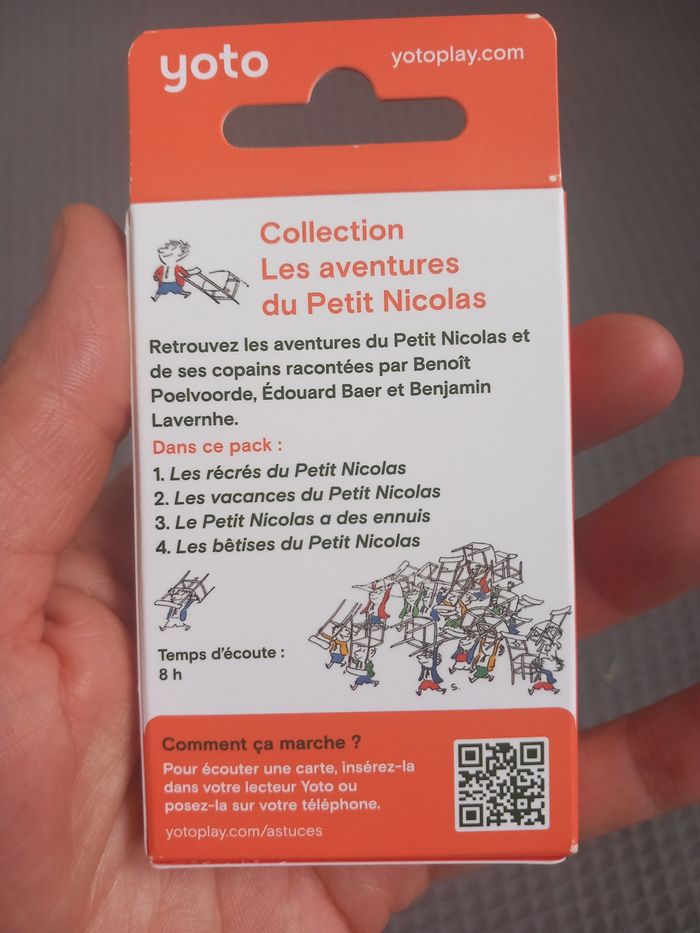 yoto
yotoplay.com
Collection
Les aventures
du Petit Nicolas
Retrouvez les aventures du Petit Nicolas et
de ses copains racontées par Benoît
Poelvoorde, Édouard Baer et Benjamin
Lavernhe.
Dans ce pack :
1. Les récrés du Petit Nicolas
2. Les vacances du Petit Nicolas
3. Le Petit Nicolas a des ennuis
4. Les bêtises du Petit Nicolas
Temps d'écoute :
8 h
S.
Comment ça marche ?
Pour écouter une carte, insérez-la
dans votre lecteur Yoto ou
posez-la sur votre téléphone.
yotoplay.com/astuces